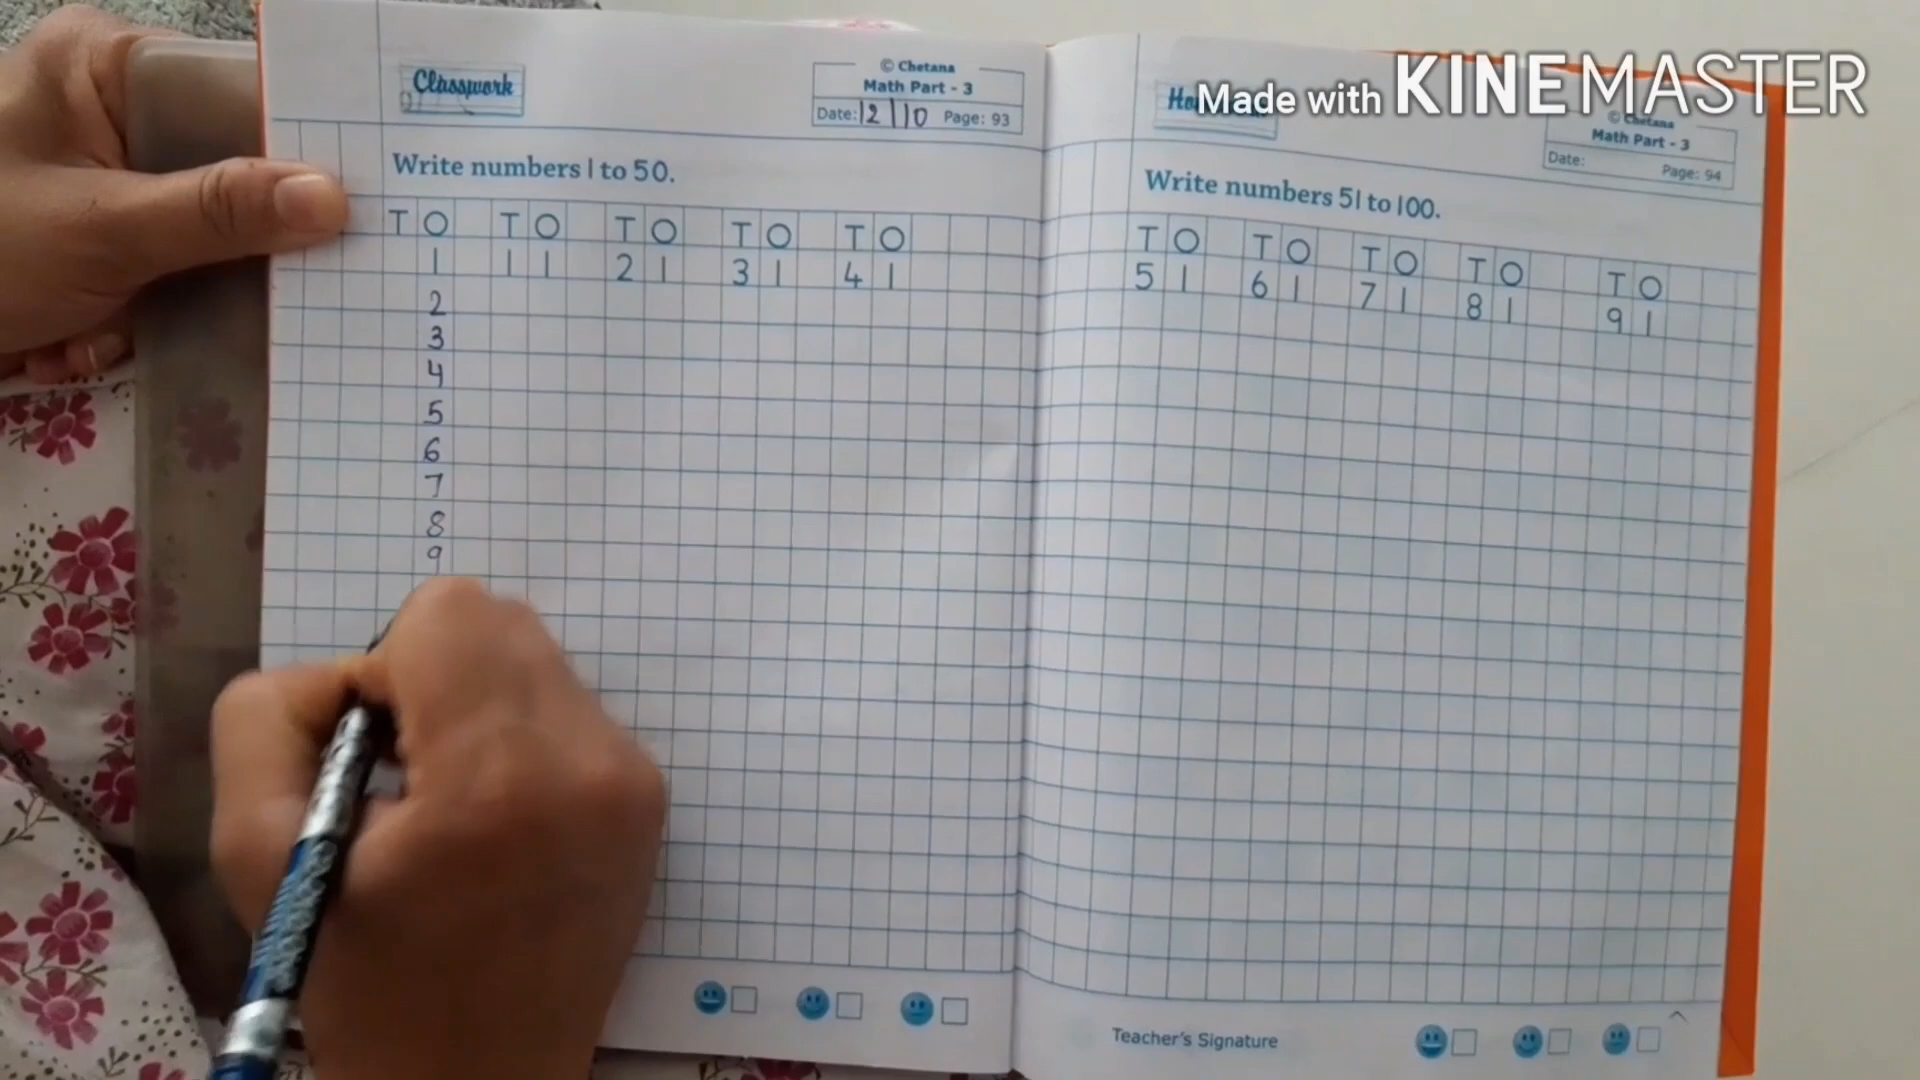 Made with KINEMASTER
Classwork
© Chetana
Math Part - 3
Date: 12/10 Page: 93
Write numbers 1 to 50.
T O T O T O T O T O
1 1 1 2 1 3 1 4 1
2
3
4
5
6
7
8
9
© Chetana
Math Part - 3
Date: Page: 94
Write numbers 51 to 100.
T O T O T O T O T O
5 1 6 1 7 1 8 1 9 1
Teacher's Signature